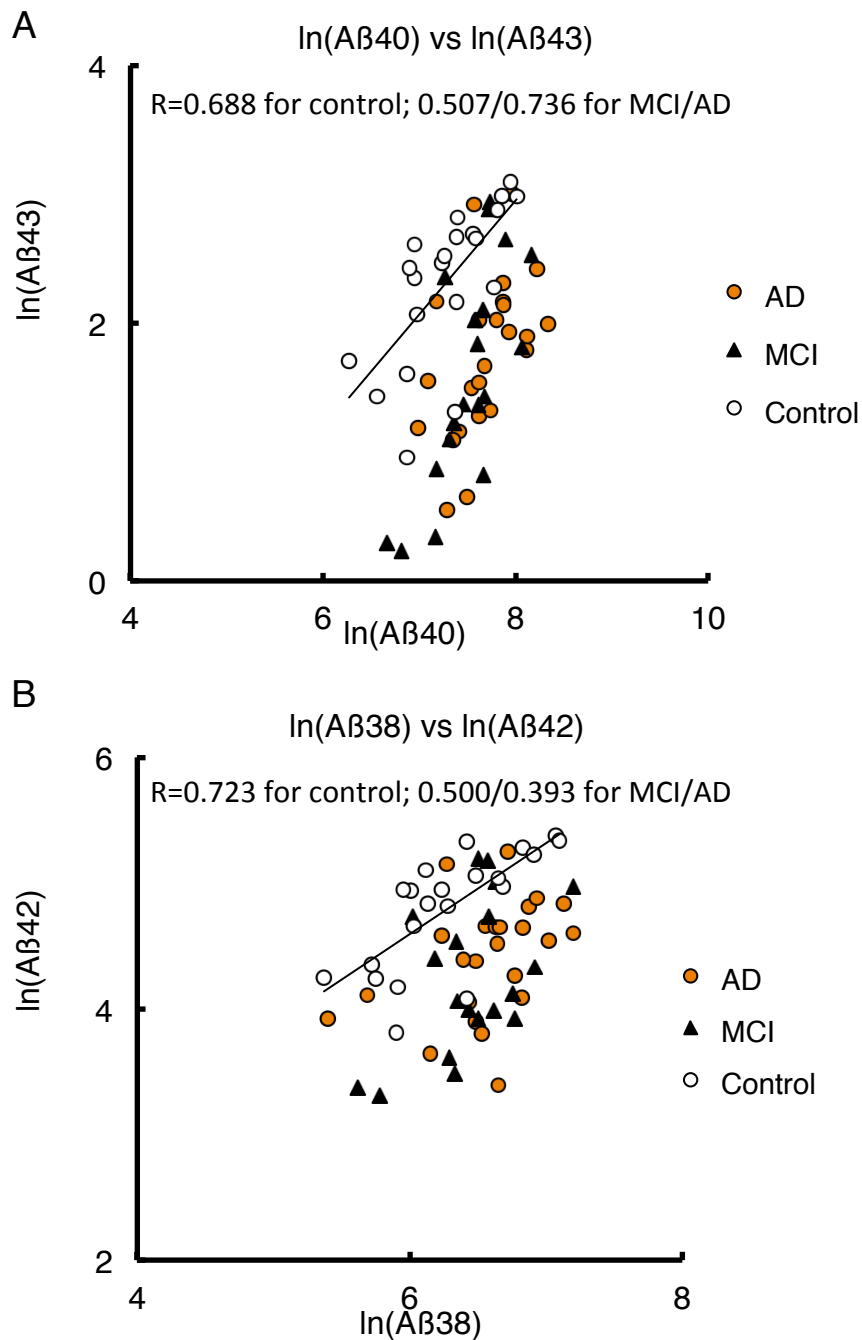 A
ln(Aß40) vs ln(Aß43)
4
R=0.688 for control; 0.507/0.736 for MCI/AD
ln(Aß43)
AD
2
MCI
Control
0
4
6
8
10
ln(Aß40)
B
ln(Aß38) vs ln(Aß42)
6
R=0.723 for control; 0.500/0.393 for MCI/AD
ln(Aß42)
AD
4
MCI
Control
2
4
6
8
ln(Aß38)